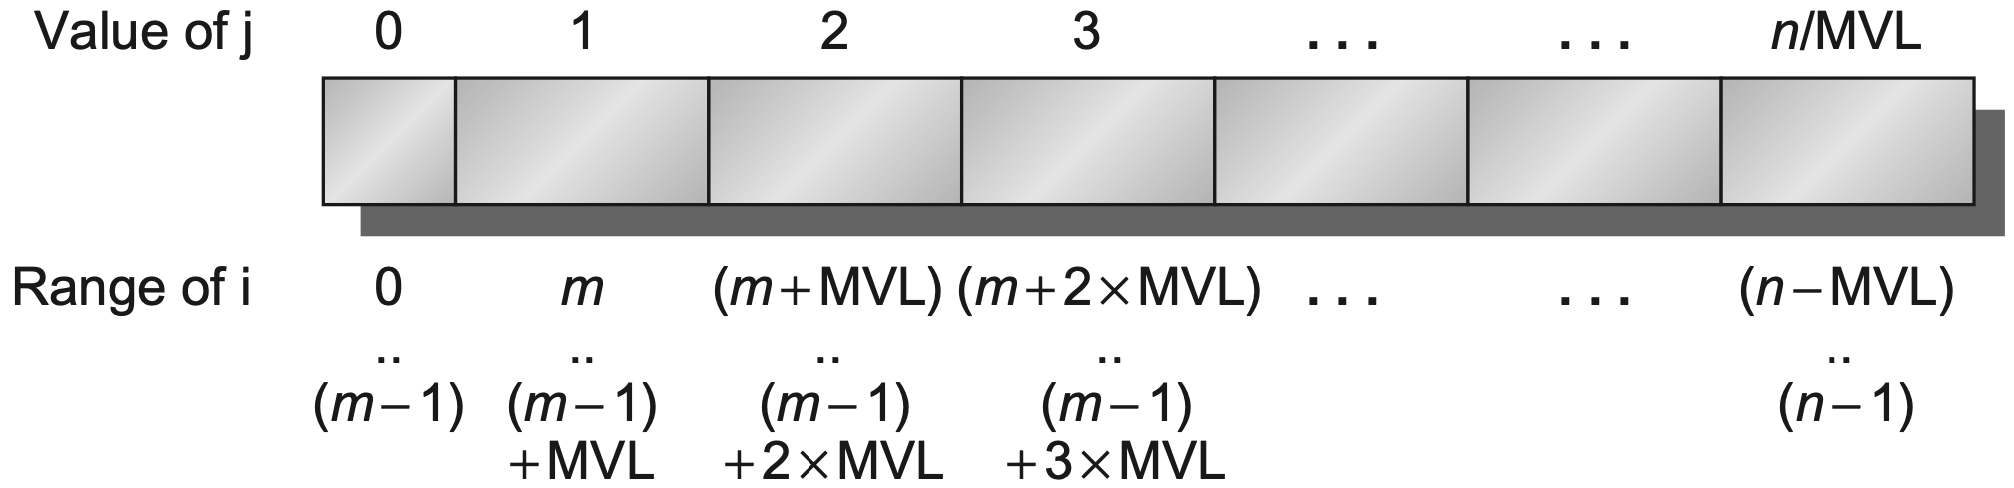 Value of j 0 1 2 3 ... ... n/MVL
Range of i 0 m (m+MVL) (m+2×MVL) ... ... (n−MVL)
.. .. .. .. ..
(m−1) (m−1) (m−1) (m−1) (n−1)
+MVL +2×MVL +3×MVL